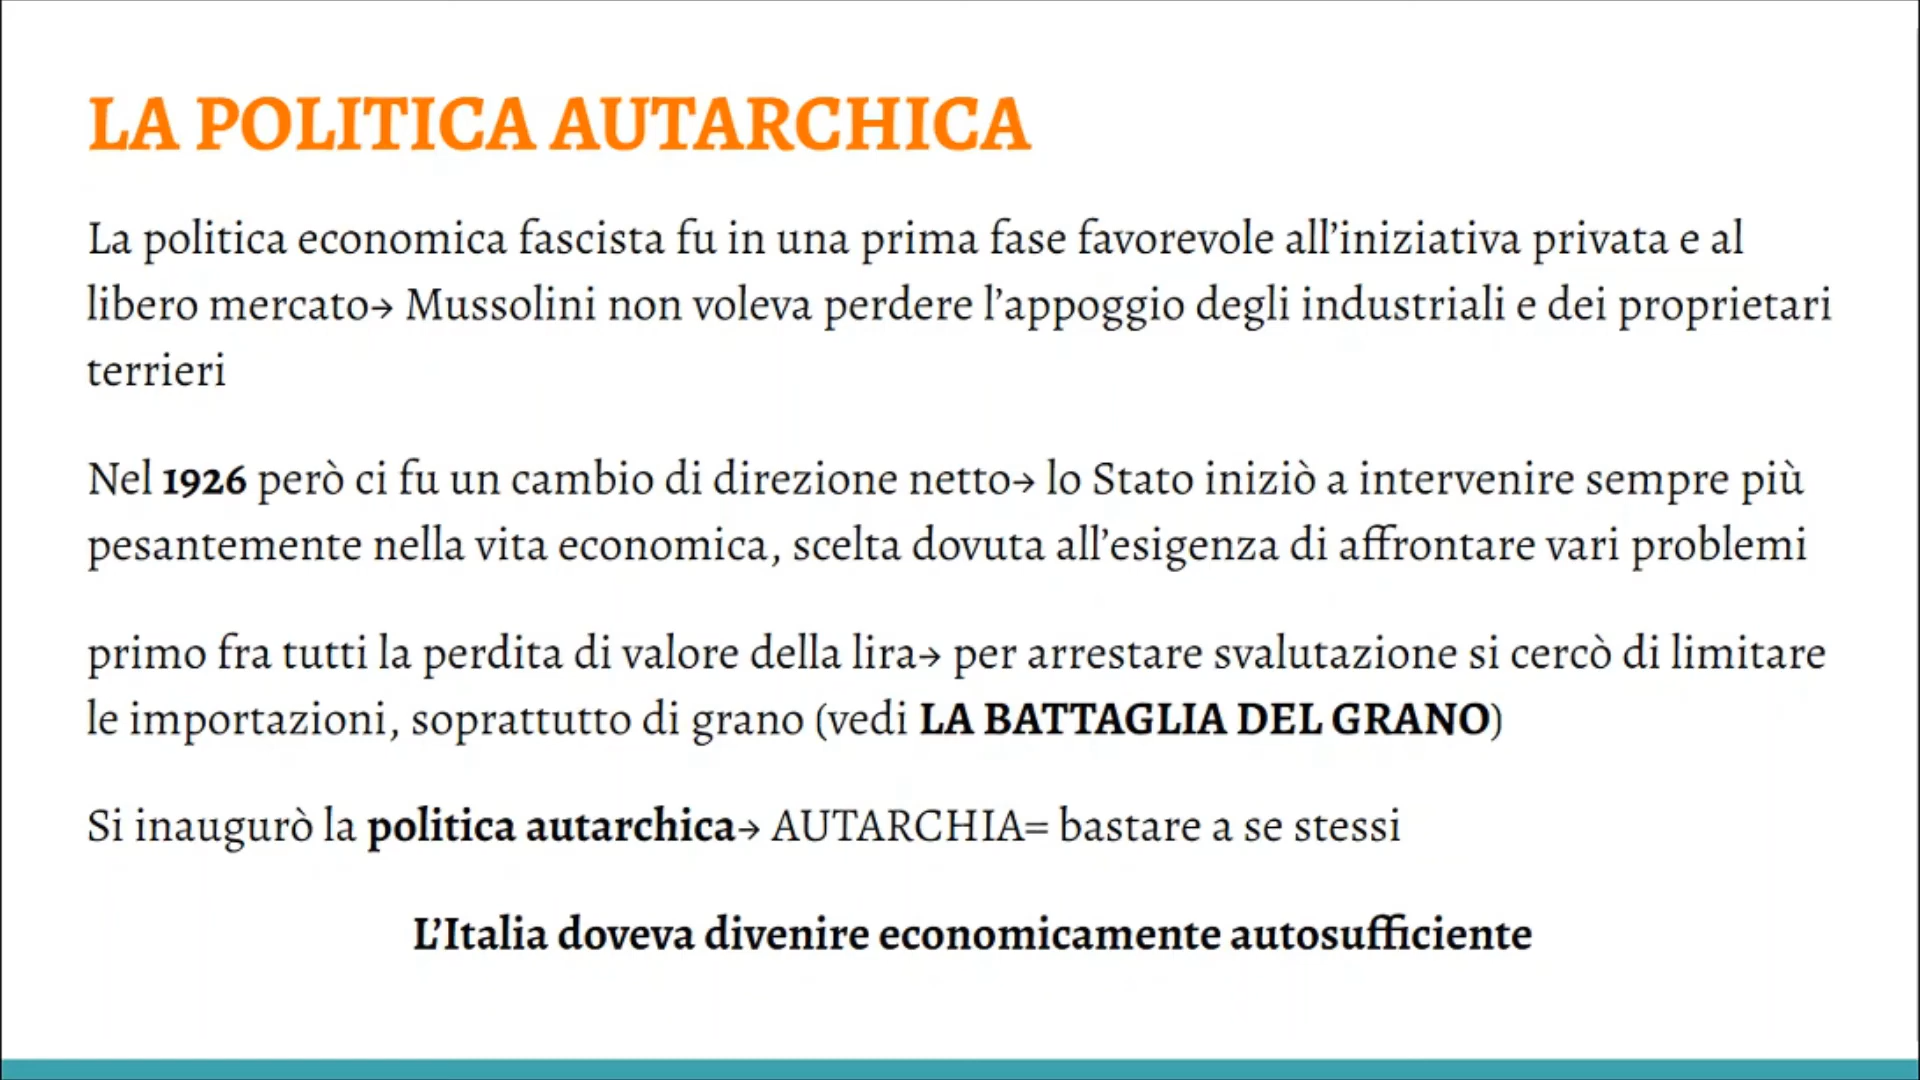 LA POLITICA AUTARCHICA
La politica economica fascista fu in una prima fase favorevole all’iniziativa privata e al
libero mercato→ Mussolini non voleva perdere l’appoggio degli industriali e dei proprietari
terrieri
Nel 1926 però ci fu un cambio di direzione netto→ lo Stato iniziò a intervenire sempre più
pesantemente nella vita economica, scelta dovuta all’esigenza di affrontare vari problemi
primo fra tutti la perdita di valore della lira→ per arrestare svalutazione si cercò di limitare
le importazioni, soprattutto di grano (vedi LA BATTAGLIA DEL GRANO)
Si inaugurò la politica autarchica→ AUTARCHIA= bastare a se stessi
L’Italia doveva divenire economicamente autosufficiente